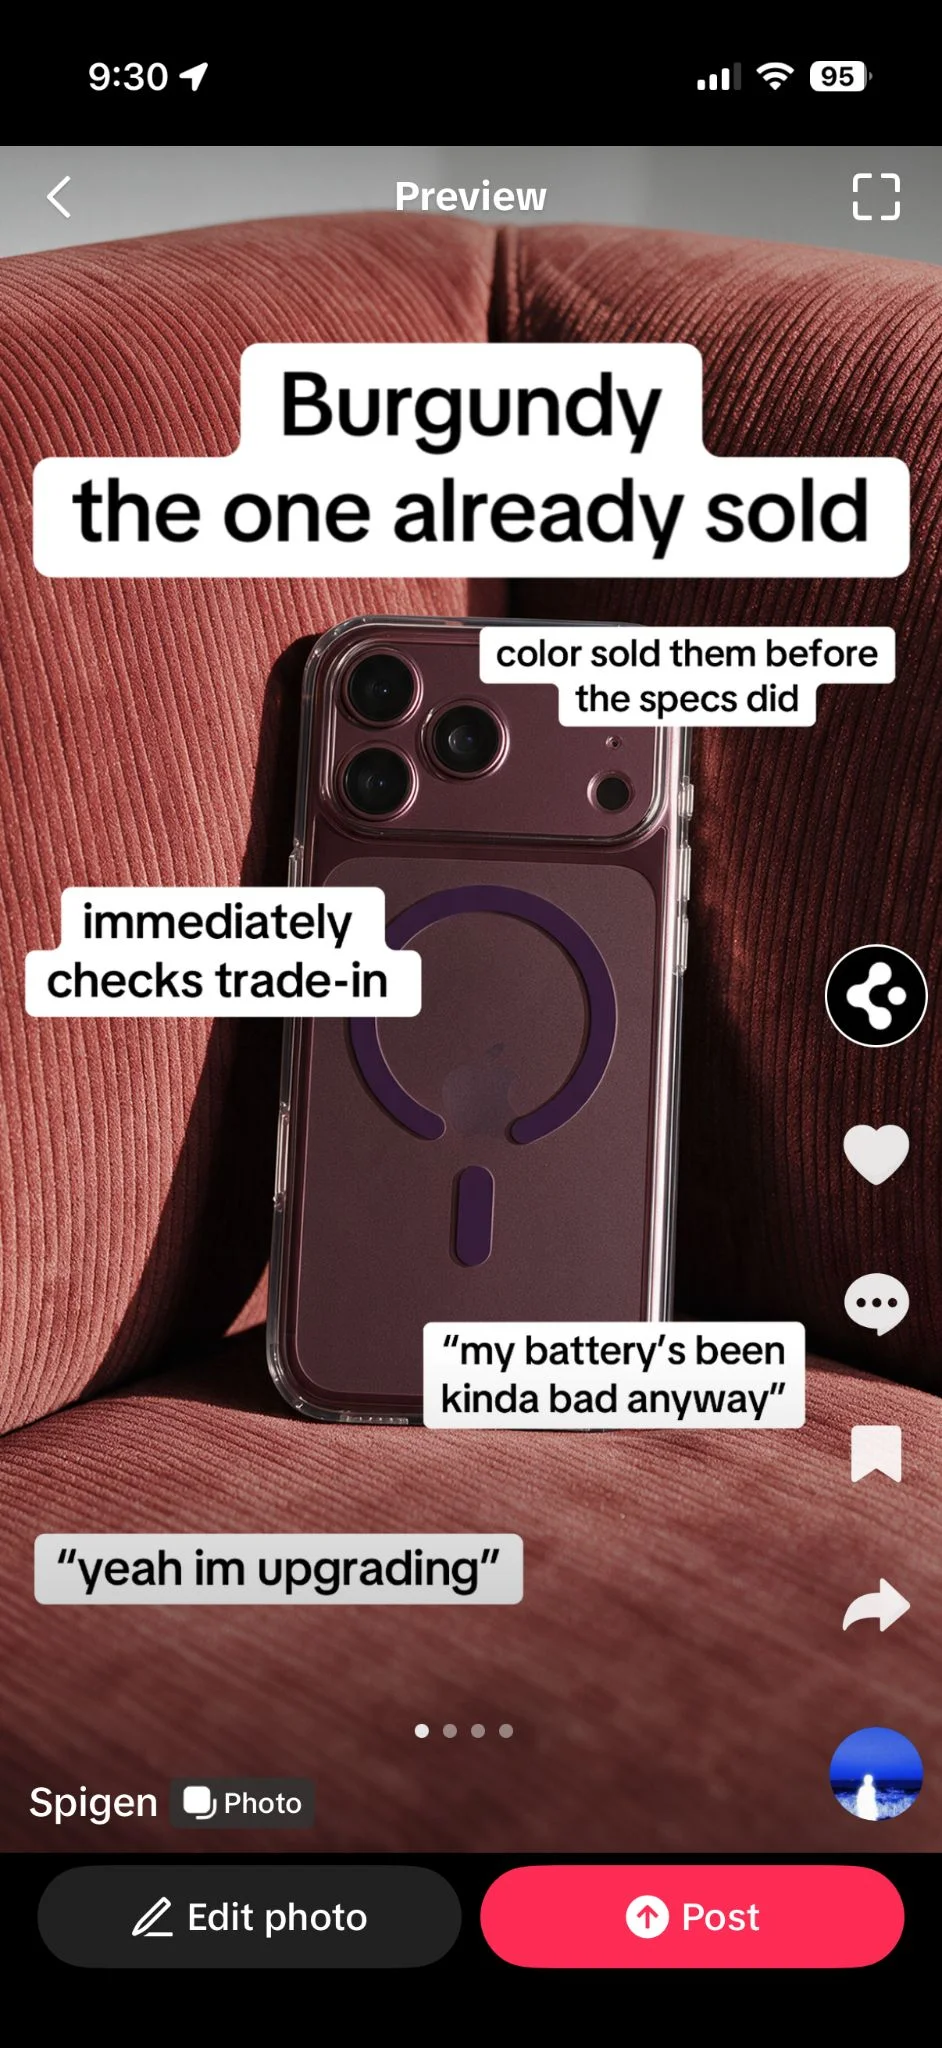 9:30
95
Preview
Burgundy
the one already sold
color sold them before
the specs did
immediately
checks trade-in
“my battery’s been
kinda bad anyway”
“yeah im upgrading”
Spigen
Photo
Edit photo
Post